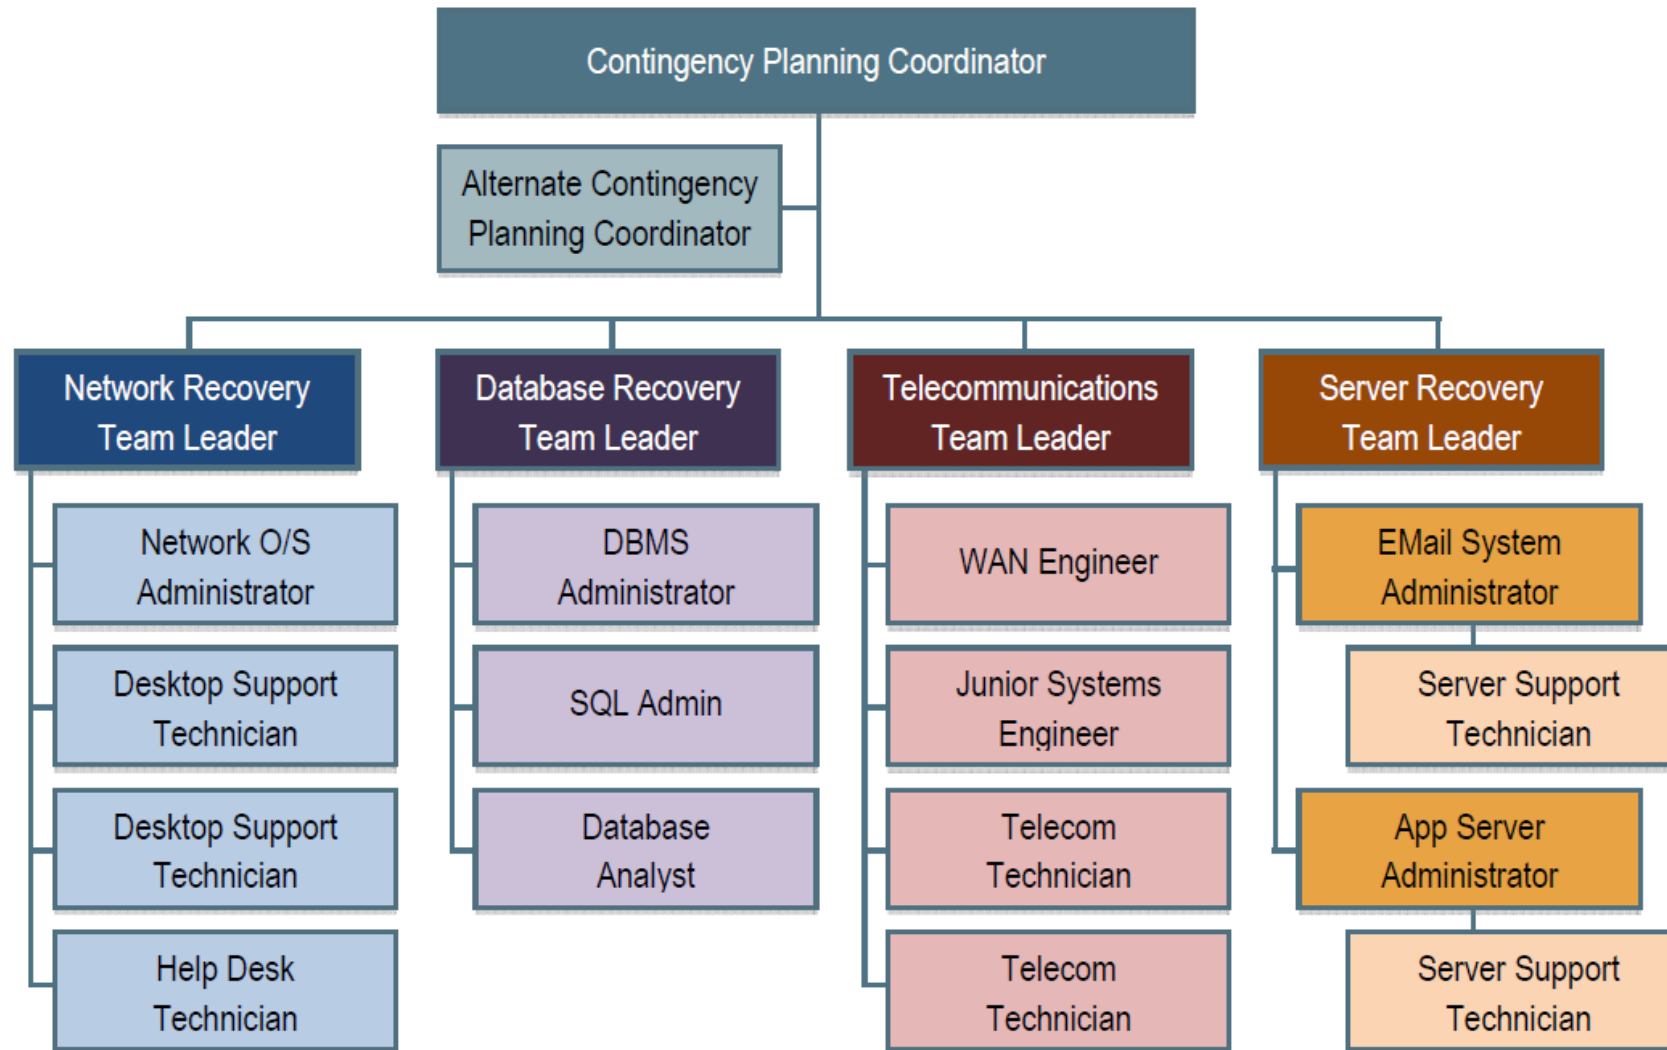 Contingency Planning Coordinator
Alternate Contingency
Planning Coordinator
Network Recovery
Team Leader
Database Recovery
Team Leader
Telecommunications
Team Leader
Server Recovery
Team Leader
Network O/S
Administrator
Desktop Support
Technician
Desktop Support
Technician
Help Desk
Technician
DBMS
Administrator
SQL Admin
Database
Analyst
WAN Engineer
Junior Systems
Engineer
Telecom
Technician
Telecom
Technician
EMail System
Administrator
Server Support
Technician
App Server
Administrator
Server Support
Technician